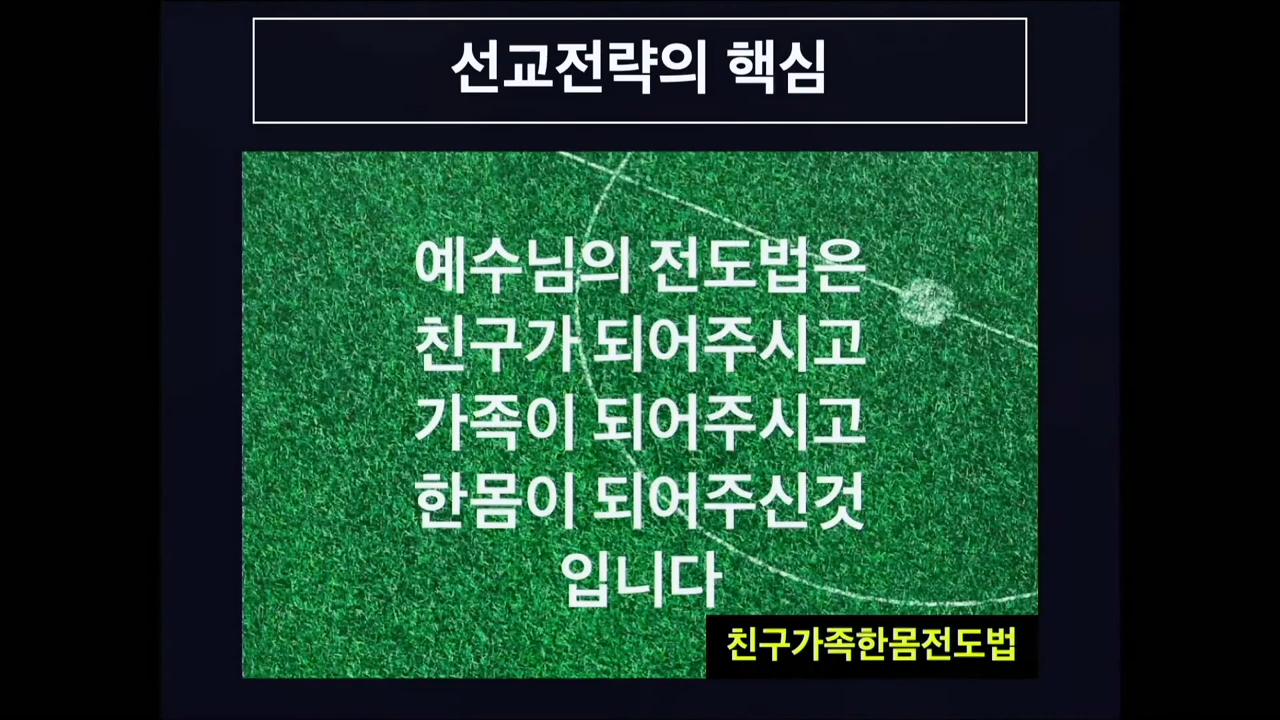 선교전략의 핵심
예수님의 전도법은
친구가 되어주시고
가족이 되어주시고
한몸이 되어주신것
입니다
친구가족한몸전도법